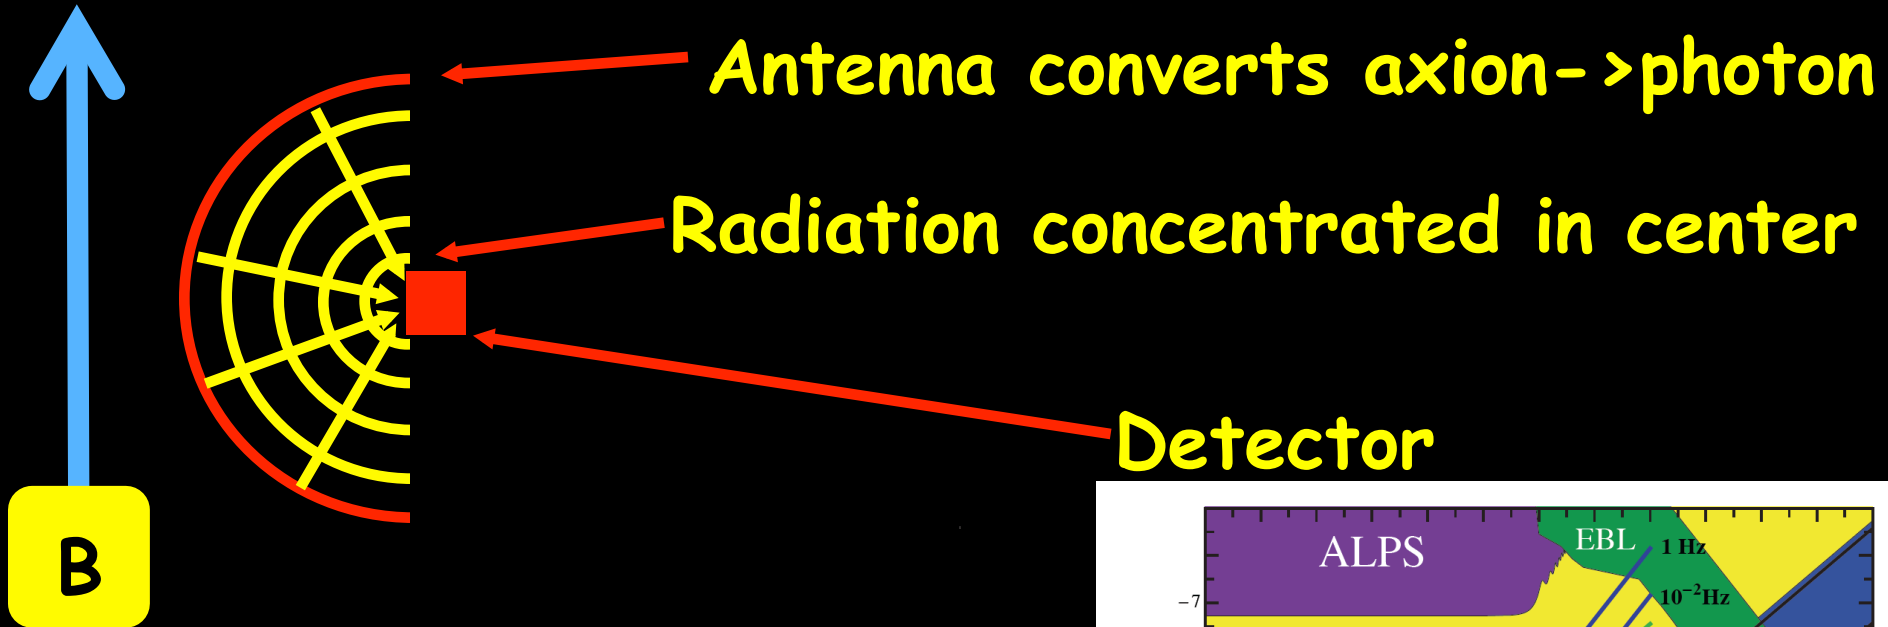 Antenna converts axion->photon
Radiation concentrated in center
Detector
B
ALPS
EBL
1 Hz
10⁻²Hz
-7